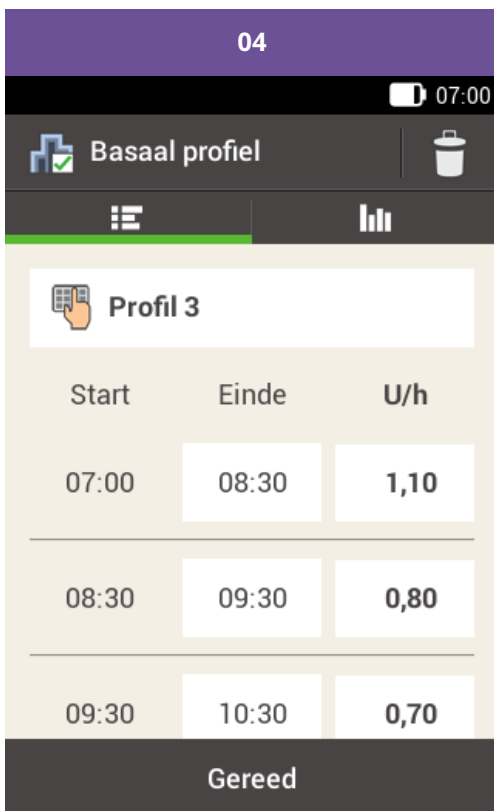 04
07:00
Basaal profiel
Profil 3
Start Einde U/h
07:00 08:30 1,10
08:30 09:30 0,80
09:30 10:30 0,70
Gereed